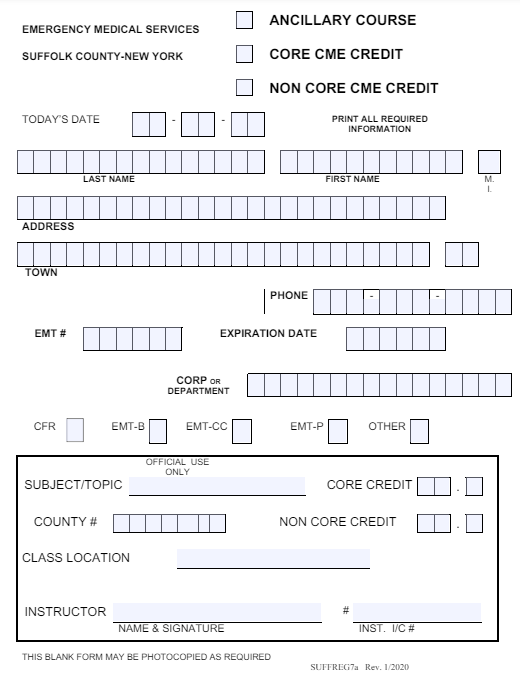 ANCILLARY COURSE
EMERGENCY MEDICAL SERVICES
SUFFOLK COUNTY-NEW YORK
CORE CME CREDIT
NON CORE CME CREDIT
TODAY'S DATE - -
PRINT ALL REQUIRED
INFORMATION
LAST NAME FIRST NAME M.
I.
ADDRESS
TOWN
PHONE - -
EMT # EXPIRATION DATE
CORP OR
DEPARTMENT
CFR EMT-B EMT-CC EMT-P OTHER
OFFICIAL USE
ONLY
SUBJECT/TOPIC CORE CREDIT .
COUNTY # NON CORE CREDIT .
CLASS LOCATION
INSTRUCTOR #
NAME & SIGNATURE INST. I/C #
THIS BLANK FORM MAY BE PHOTOCOPIED AS REQUIRED
SUFFREG7a Rev. 1/2020